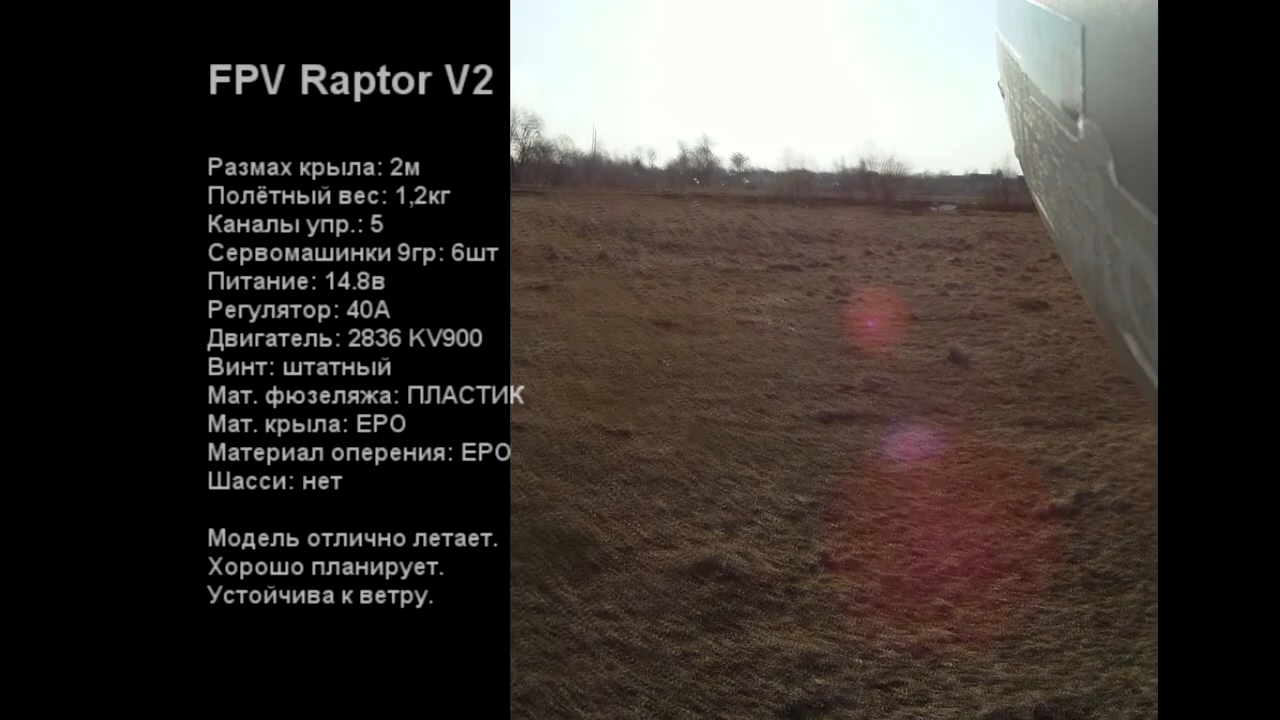 FPV Raptor V2
Размах крыла: 2м
Полётный вес: 1,2кг
Каналы упр.: 5
Сервомашинки 9гр: 6шт
Питание: 14.8в
Регулятор: 40А
Двигатель: 2836 KV900
Винт: штатный
Мат. фюзеляжа: ПЛАСТИК
Мат. крыла: EPO
Материал оперения: EPO
Шасси: нет
Модель отлично летает.
Хорошо планирует.
Устойчива к ветру.